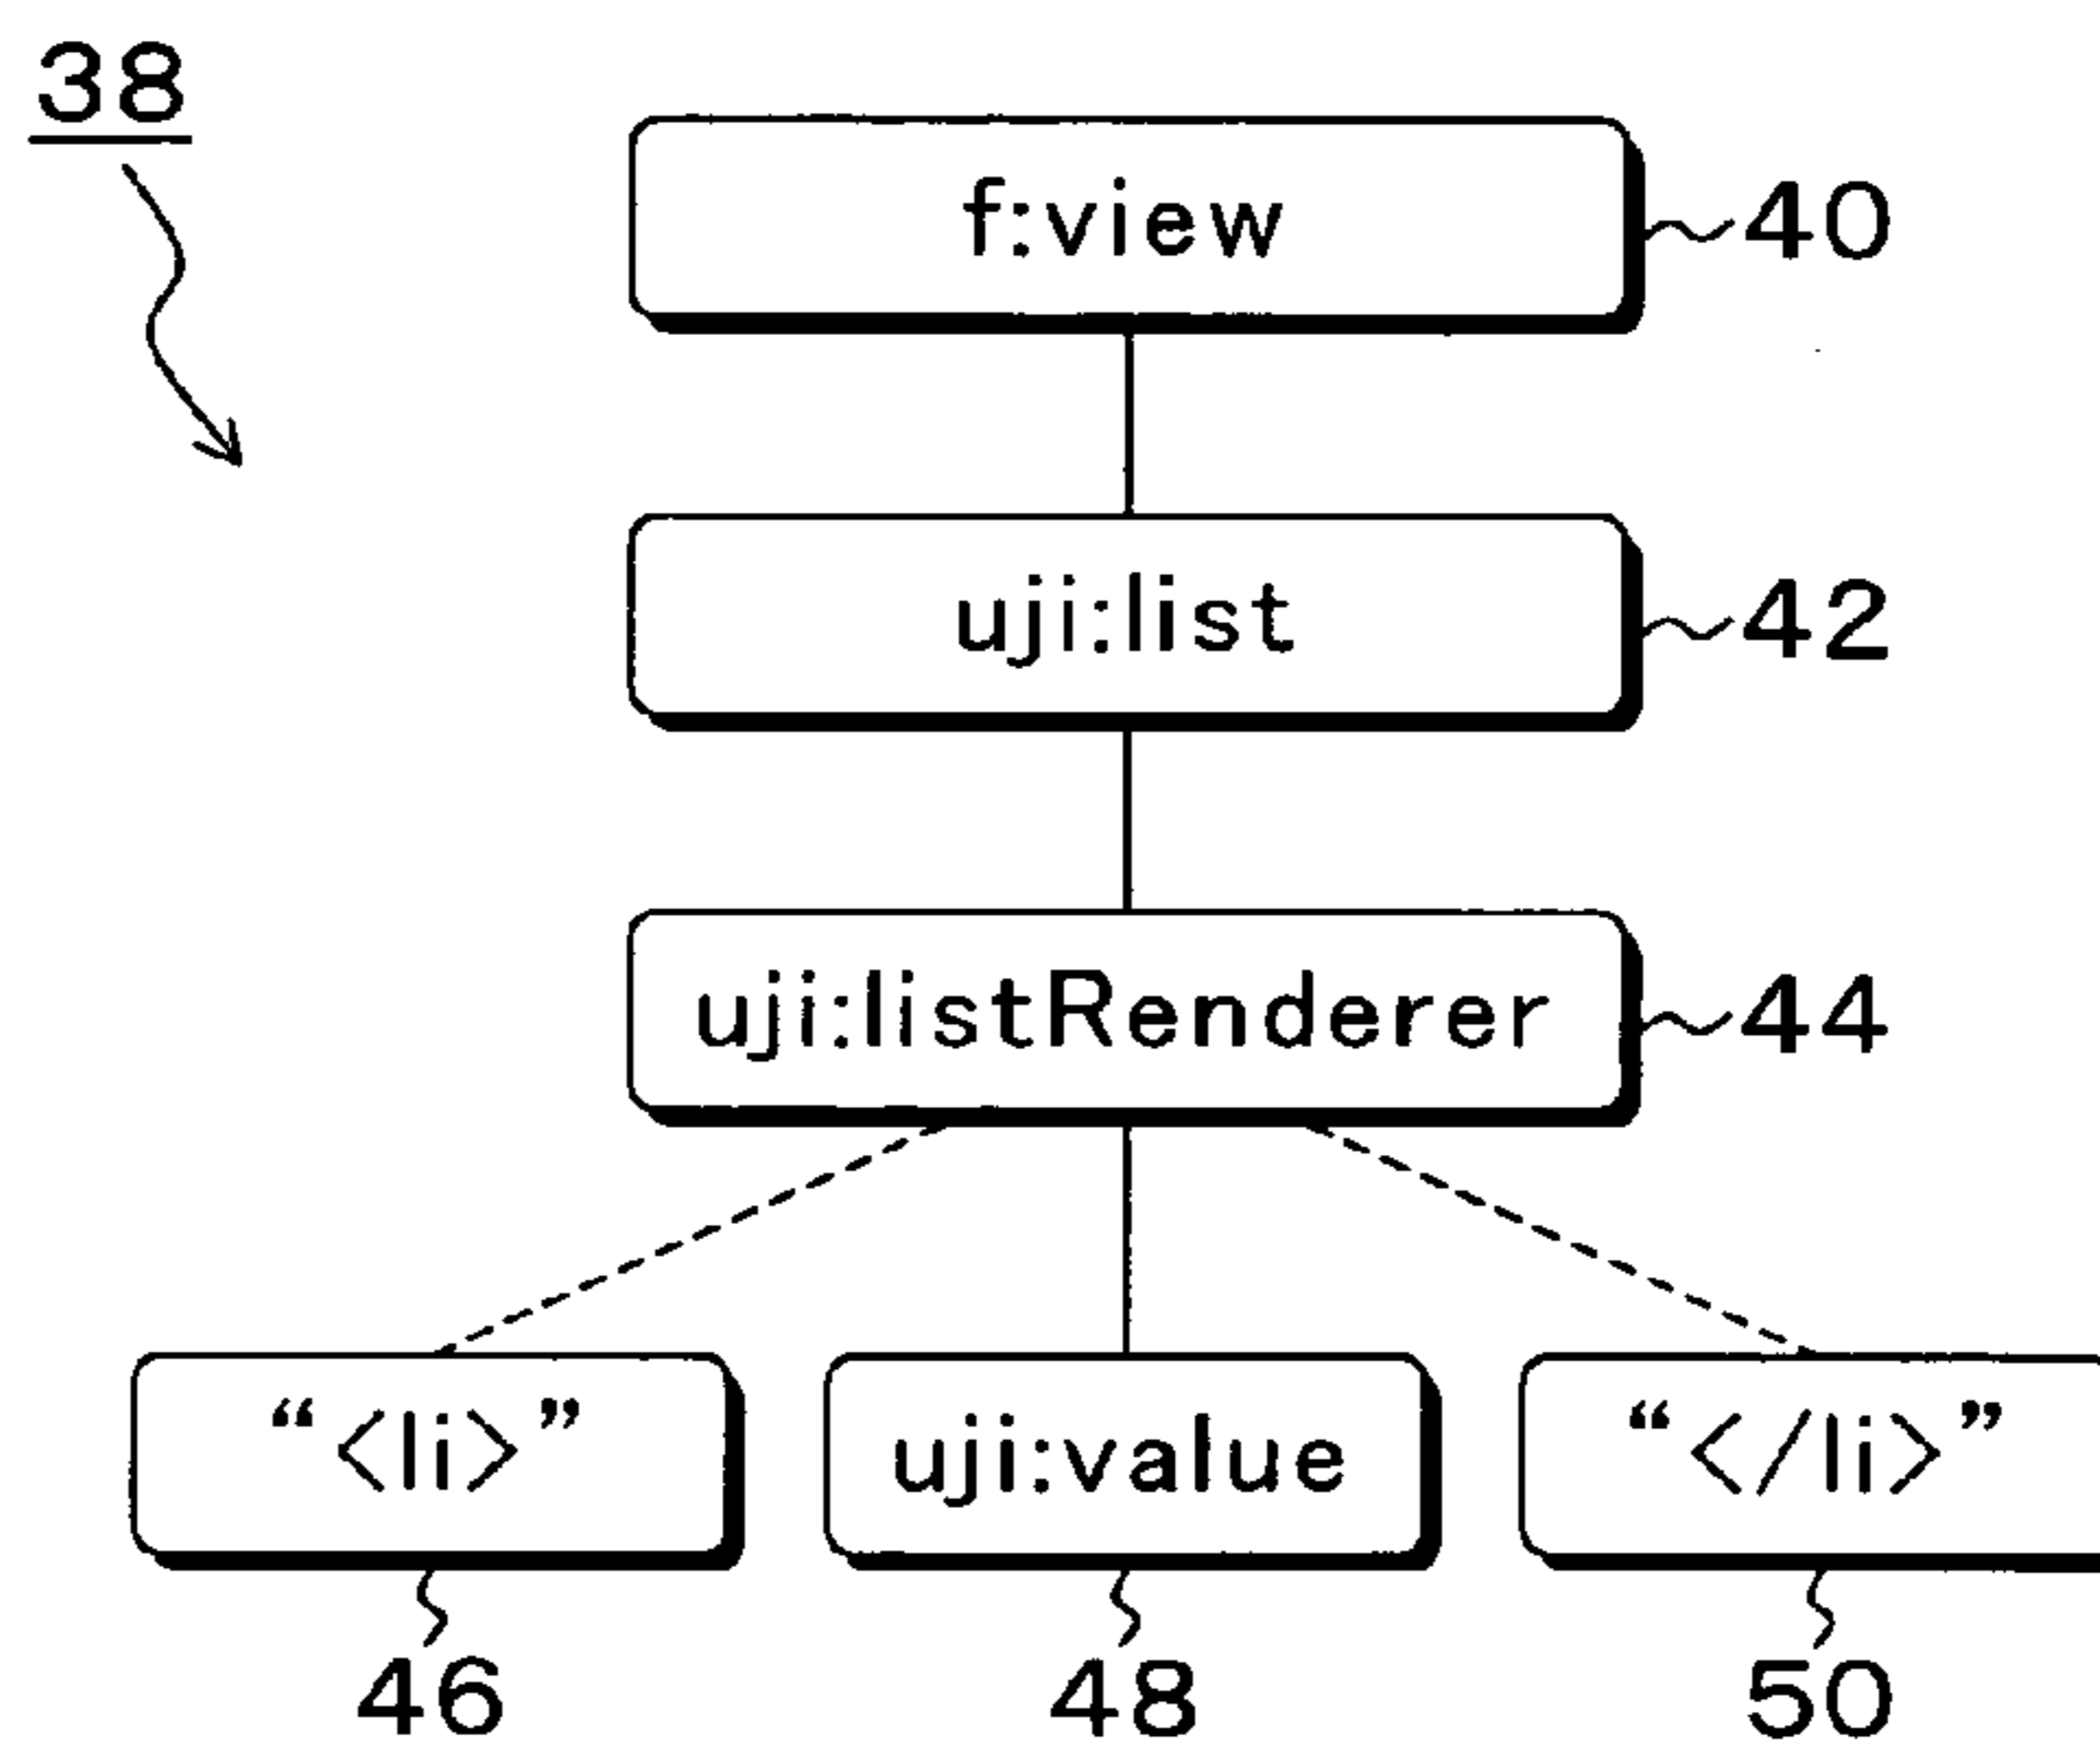 38
f:view
40
uji:list
42
uji:listRenderer
44
“<li>”
uji:value
“</li>”
46
48
50